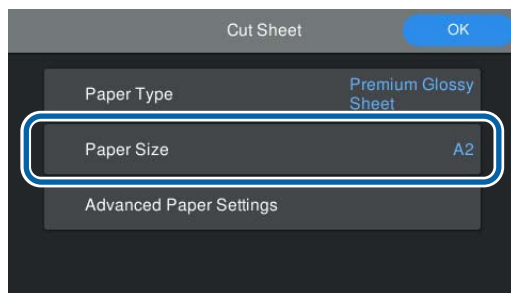 Cut Sheet
OK
Paper Type
Premium Glossy
Sheet
Paper Size
A2
Advanced Paper Settings